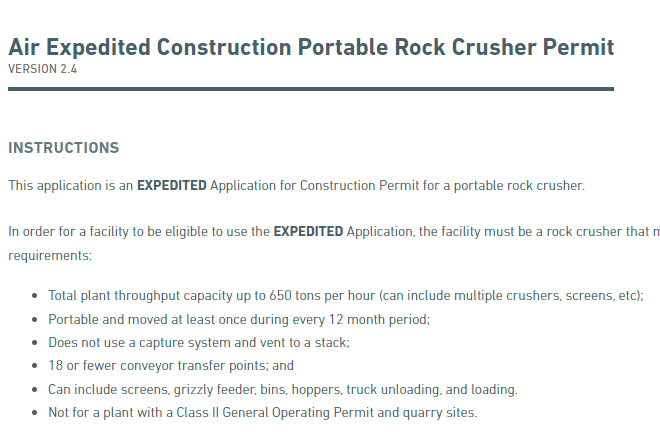 Air Expedited Construction Portable Rock Crusher Permit
VERSION 2.4
INSTRUCTIONS
This application is an EXPEDITED Application for Construction Permit for a portable rock crusher.
In order for a facility to be eligible to use the EXPEDITED Application, the facility must be a rock crusher that
requirements:
• Total plant throughput capacity up to 650 tons per hour (can include multiple crushers, screens, etc);
• Portable and moved at least once during every 12 month period;
• Does not use a capture system and vent to a stack;
• 18 or fewer conveyor transfer points; and
• Can include screens, grizzly feeder, bins, hoppers, truck unloading, and loading.
• Not for a plant with a Class II General Operating Permit and quarry sites.